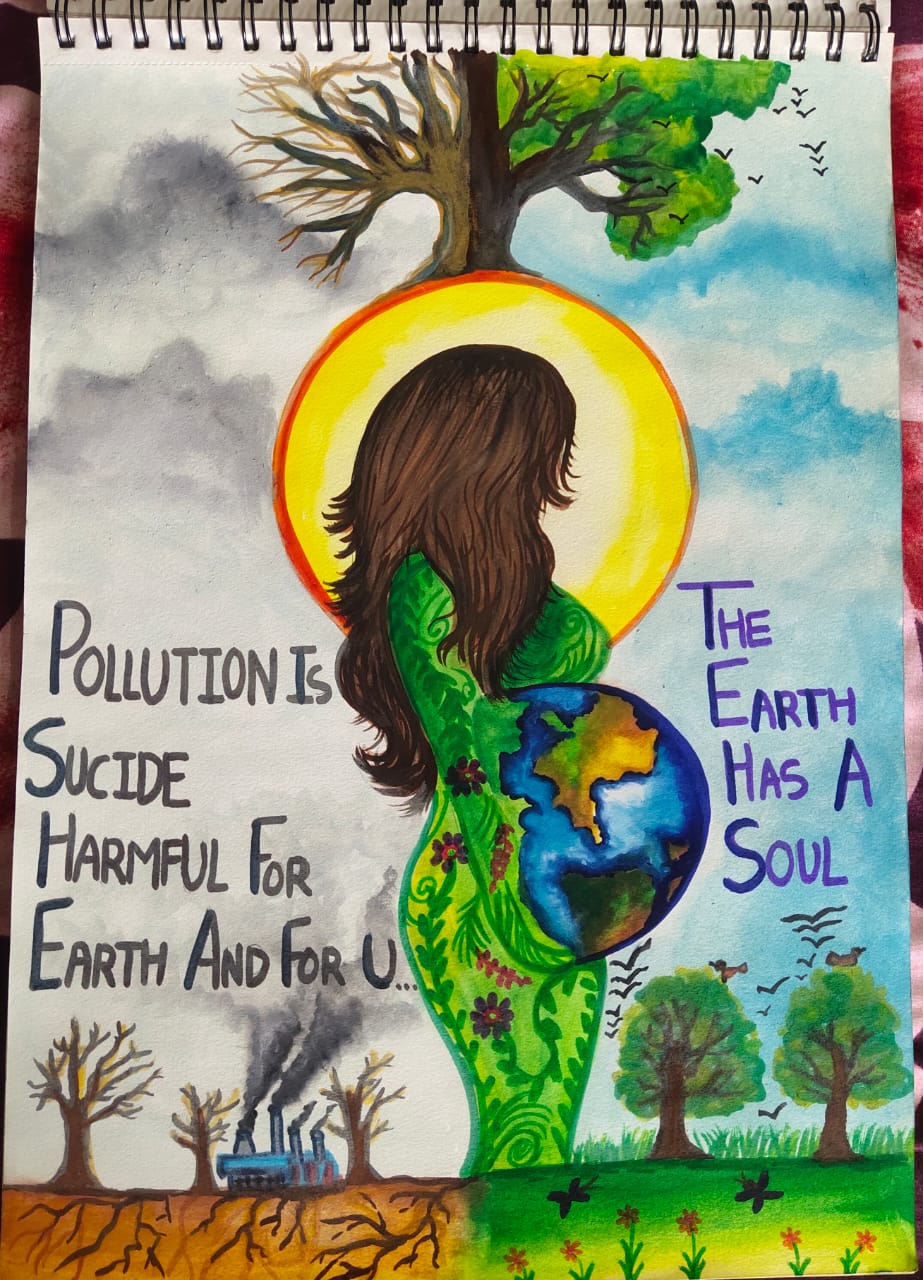 Pollution Is
Sucide
Harmful For
Earth And For U...
The
Earth
Has A
Soul